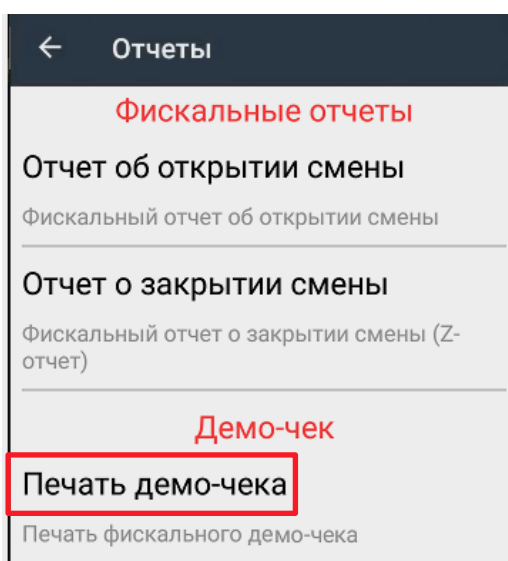 Отчеты
Фискальные отчеты
Отчет об открытии смены
Фискальный отчет об открытии смены
Отчет о закрытии смены
Фискальный отчет о закрытии смены (Z-
отчет)
Демо-чек
Печать демо-чека
Печать фискального демо-чека